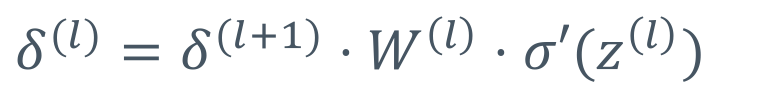 δ^(l) = δ^(l+1) · W^(l) · σ′(z^(l))